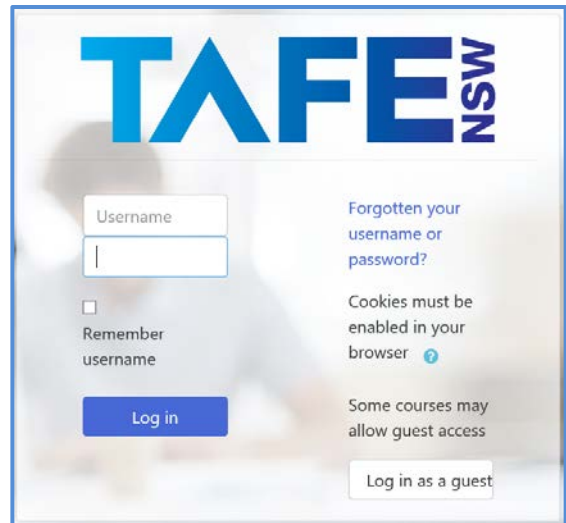 TAFE NSW
Username
Remember
username
Log in
Forgotten your
username or
password?
Cookies must be
enabled in your
browser ?
Some courses may
allow guest access
Log in as a guest